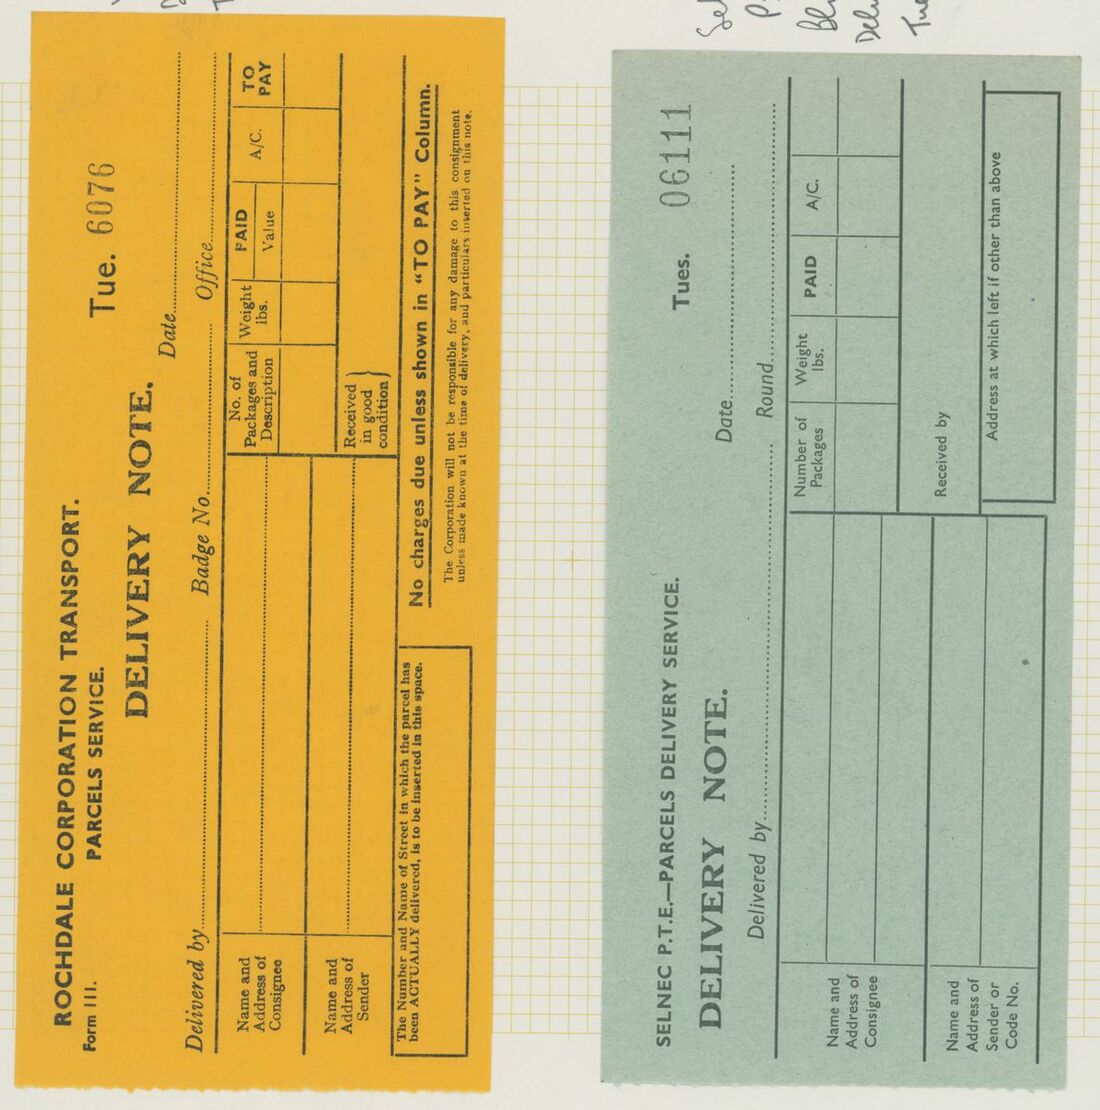 ROCHDALE CORPORATION TRANSPORT.
Form 111.
PARCELS SERVICE.
Tue. 6076
DELIVERY NOTE.
Date
Delivered by
Badge No.
Office
Name and
Address of
Consignee
No. of
Packages and
Description
Weight
lbs.
PAID
Value
A/C.
TO
PAY
Name and
Address of
Sender
Received
in good
condition
The Number and Name of Street in which the parcel has
been ACTUALLY delivered, is to be inserted in this space.
No charges due unless shown in “TO PAY” Column.
The Corporation will not be responsible for any damage to this consignment
unless made known at the time of delivery, and particulars inserted on this note.
SELNEC P.T.E.—PARCELS DELIVERY SERVICE.
Tues. 06111
DELIVERY NOTE.
Date
Delivered by
Round
Name and
Address of
Consignee
Number of
Packages
Weight
lbs.
PAID
A/C.
Received by
Name and
Address of
Sender or
Code No.
Address at which left if other than above